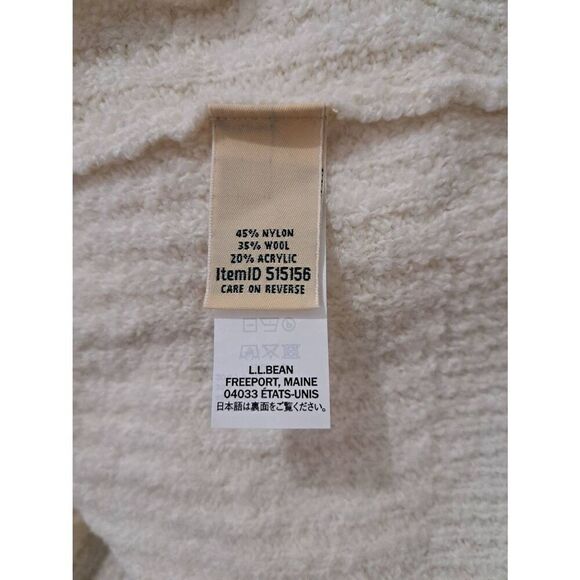 45% NYLON
35% WOOL
20% ACRYLIC
ItemID 515156
CARE ON REVERSE
L.L.BEAN
FREEPORT, MAINE
04033 ÉTATS-UNIS
日本語は裏面をご覧ください。